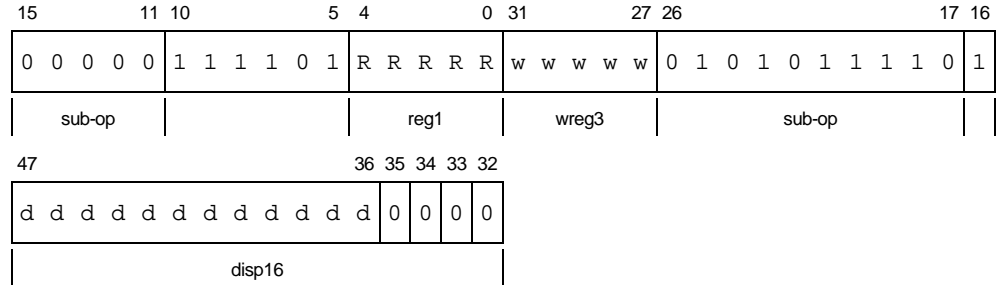 15 11 10 5 4 0 31 27 26 17 16
0 0 0 0 0 1 1 1 1 0 1 R R R R R w w w w w 0 1 0 1 0 1 1 1 1 0 1
sub-op reg1 wreg3 sub-op
47 36 35 34 33 32
d d d d d d d d d d d d 0 0 0 0
disp16